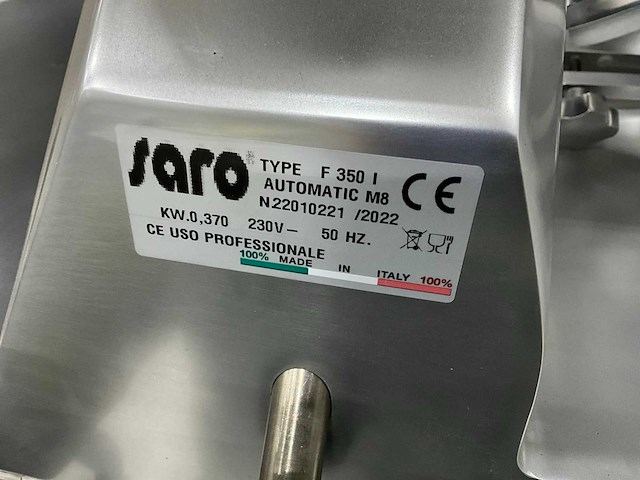 saro®
TYPE F 350 I
AUTOMATIC M8
N.22010221 /2022
KW.0,370 230V— 50 HZ.
CE USO PROFESSIONALE
100% MADE IN ITALY 100%
CE